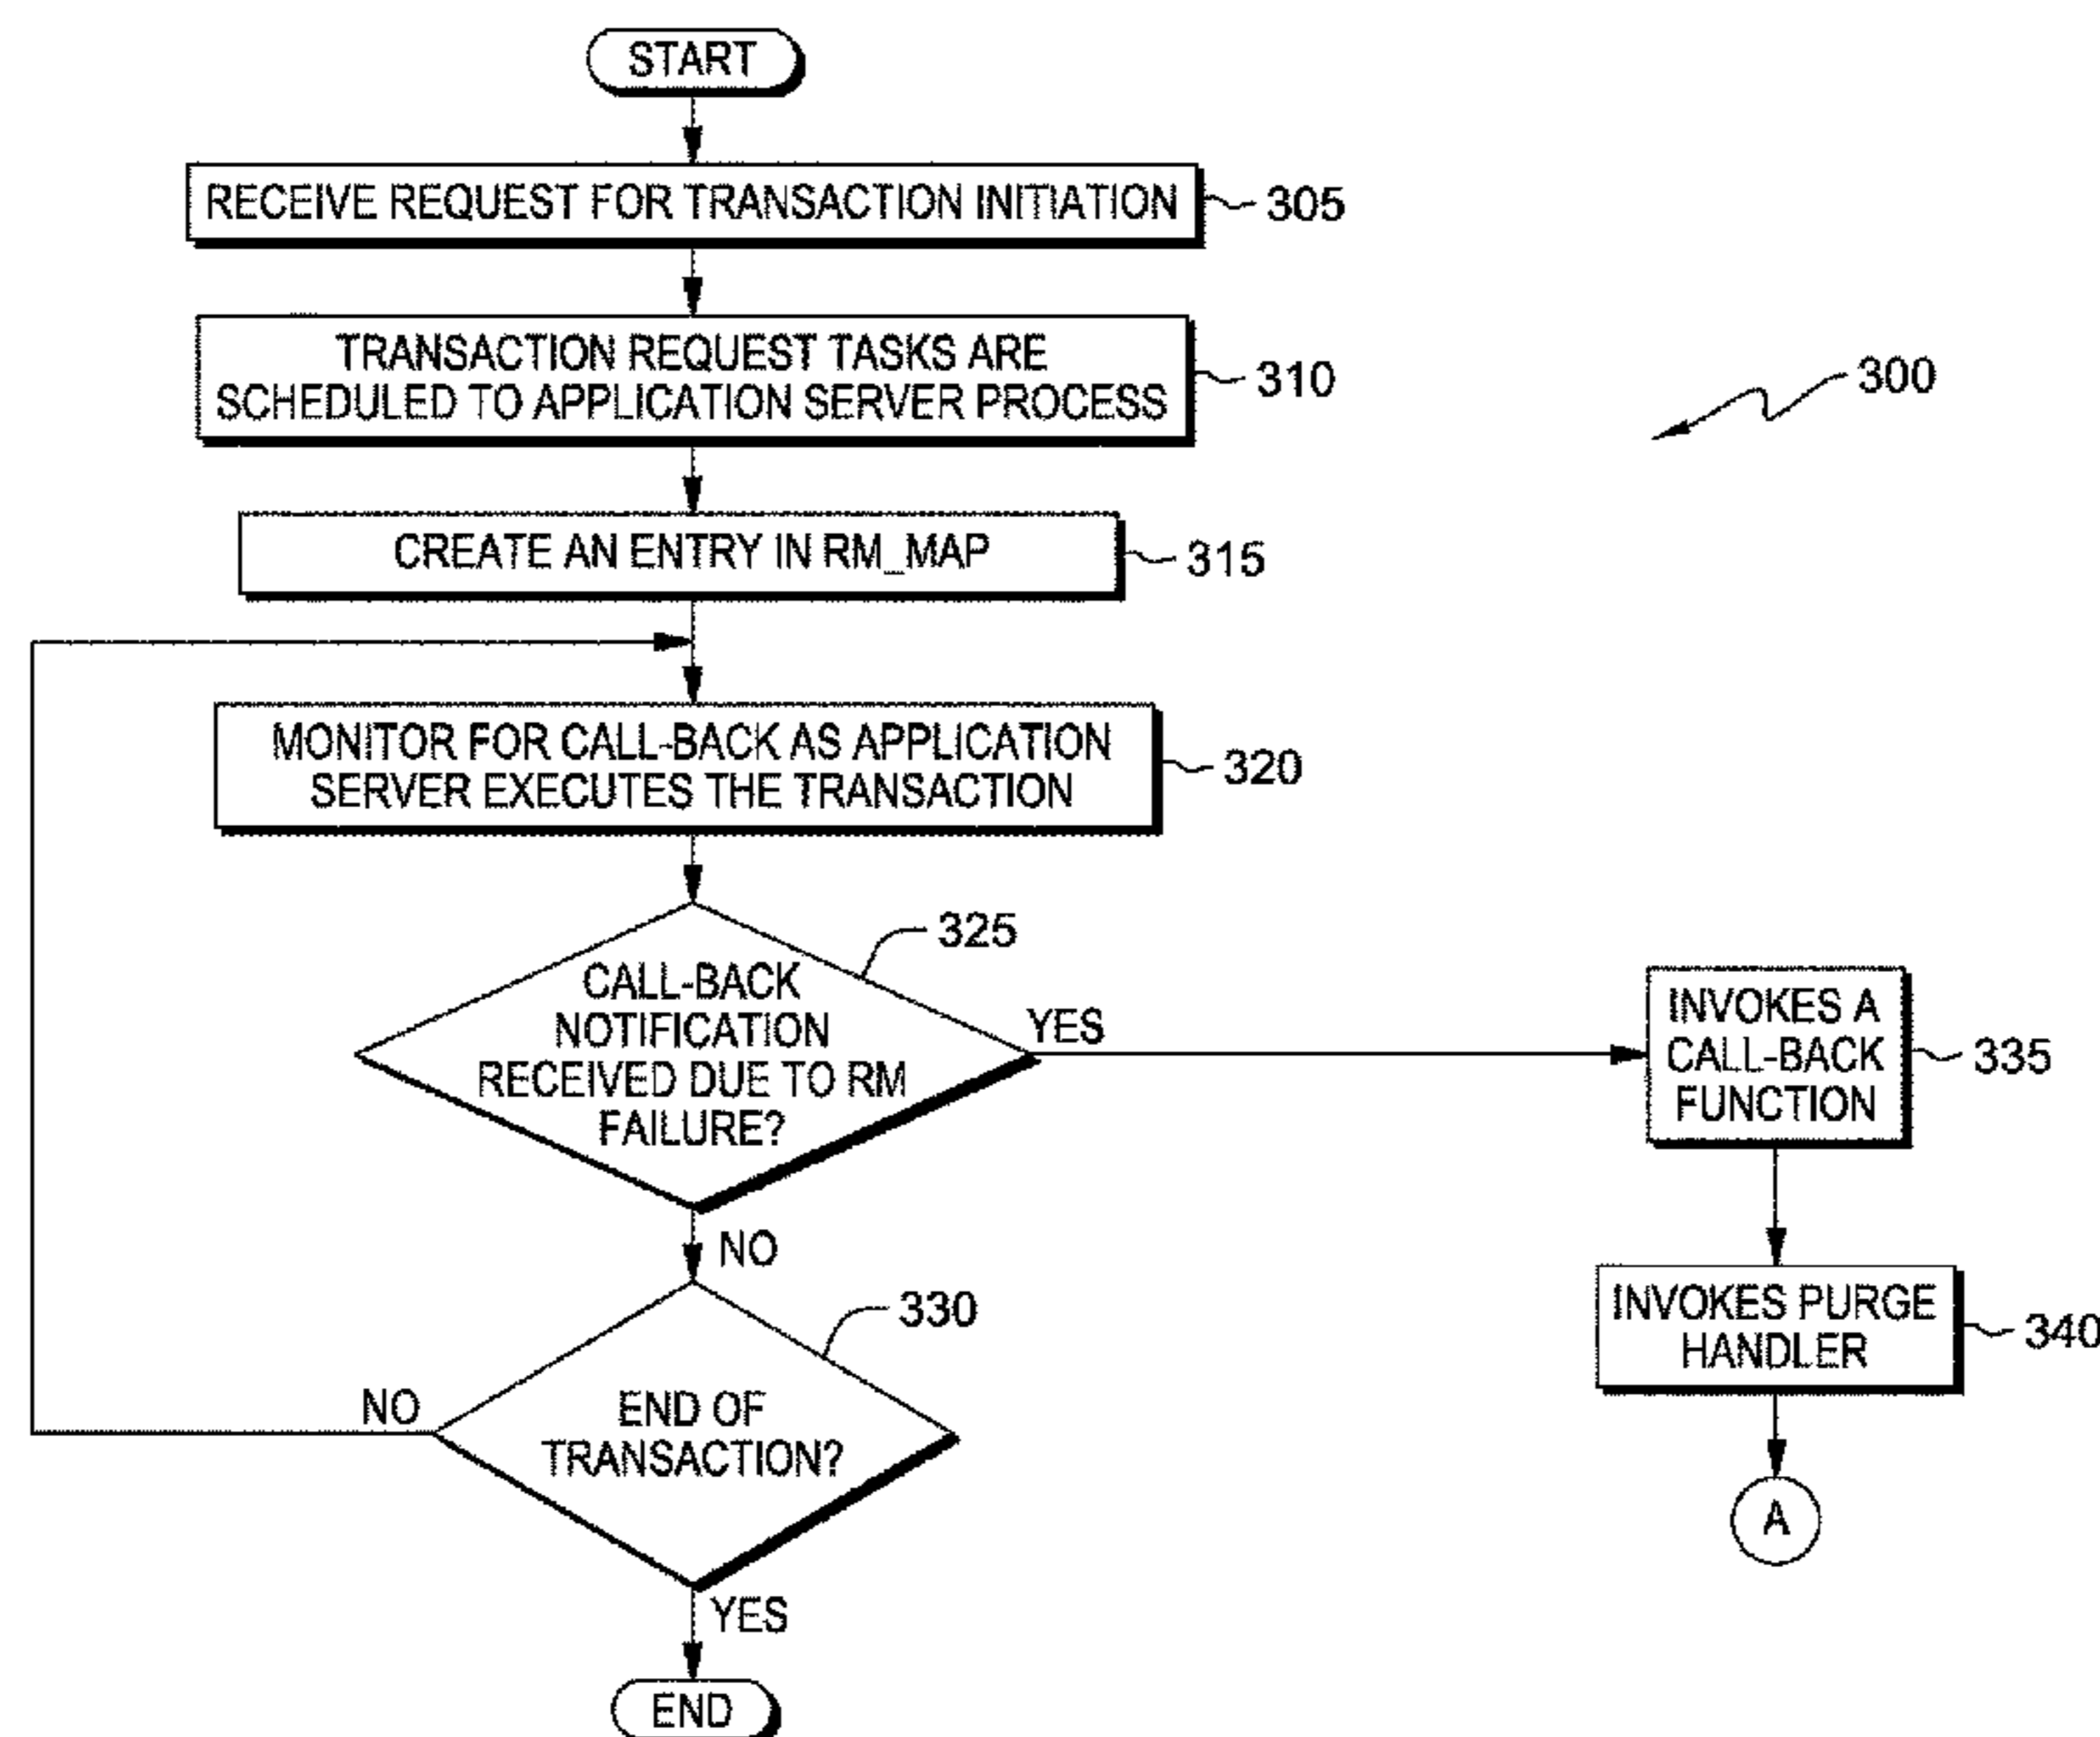 START
RECEIVE REQUEST FOR TRANSACTION INITIATION
305
TRANSACTION REQUEST TASKS ARE
SCHEDULED TO APPLICATION SERVER PROCESS
310
300
CREATE AN ENTRY IN RM_MAP
315
MONITOR FOR CALL-BACK AS APPLICATION
SERVER EXECUTES THE TRANSACTION
320
325
CALL-BACK
NOTIFICATION
RECEIVED DUE TO RM
FAILURE?
YES
INVOKES A
CALL-BACK
FUNCTION
335
NO
330
END OF
TRANSACTION?
NO
YES
INVOKES PURGE
HANDLER
340
A
END